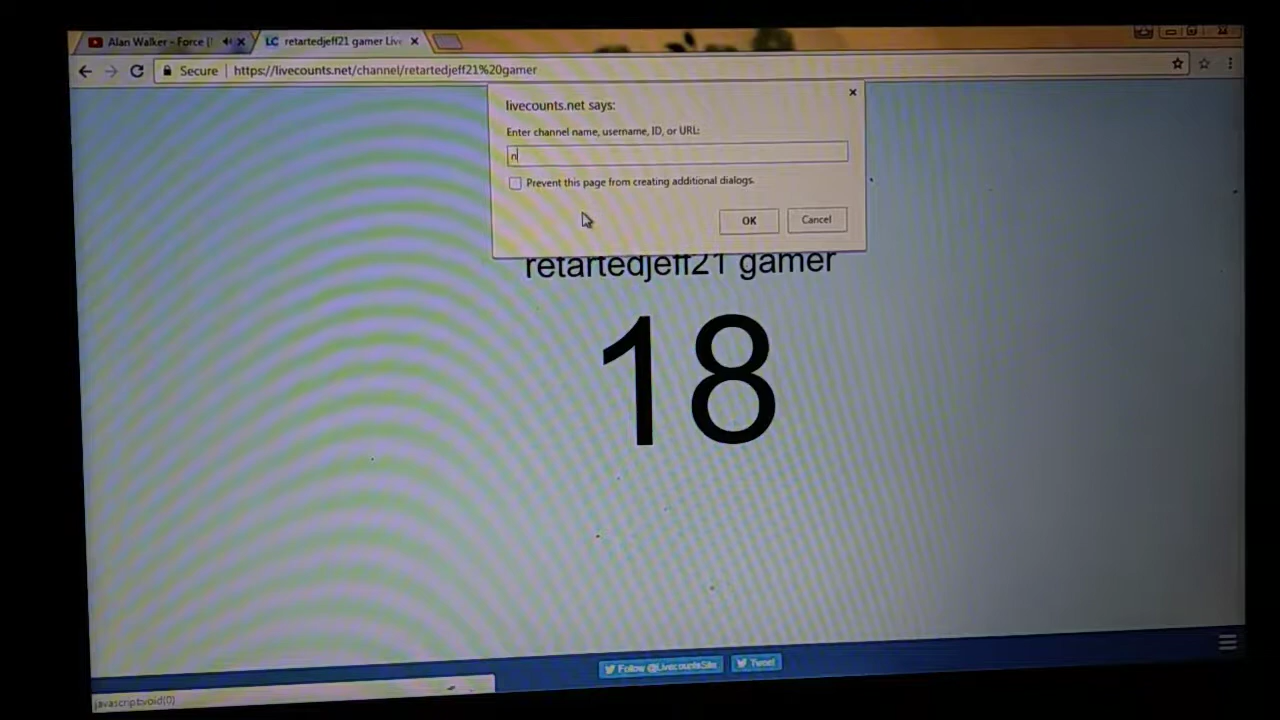 Alan Walker - Force [
LC retartedjeff21 gamer Live
Secure
https://livecounts.net/channel/retartedjeff21%20gamer
livecounts.net says:
Enter channel name, username, ID, or URL:
n
Prevent this page from creating additional dialogs.
OK
Cancel
retartedjeff21 gamer
18
Follow @LivecountsSite
Tweet
javascript:void(0)